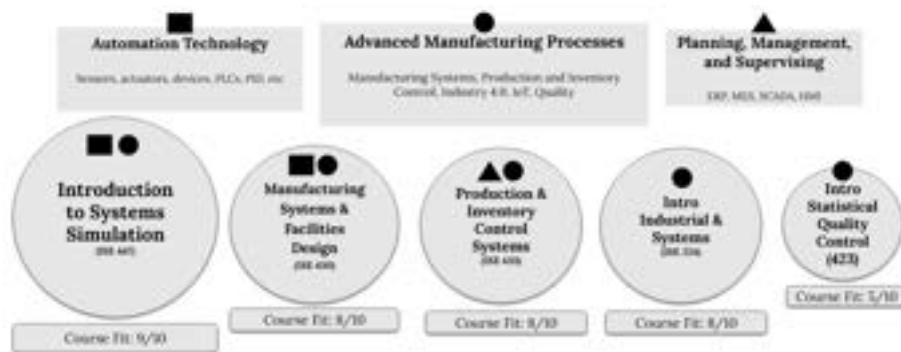 Automation Technology
Sensors, actuators, devices, PLCs, PID, etc
Advanced Manufacturing Processes
Manufacturing Systems, Production and Inventory
Control, Industry 4.0, IoT, Quality
Planning, Management,
and Supervising
ERP, MES, SCADA, HMI
Introduction
to Systems
Simulation
Manufacturing
Systems &
Facilities
Design
Production &
Inventory
Control
Systems
Intro
Industrial &
Systems
Intro
Statistical
Quality
Control
(423)
Course Fit: 9/10
Course Fit: 8/10
Course Fit: 8/10
Course Fit: 8/10
Course Fit: 5/10